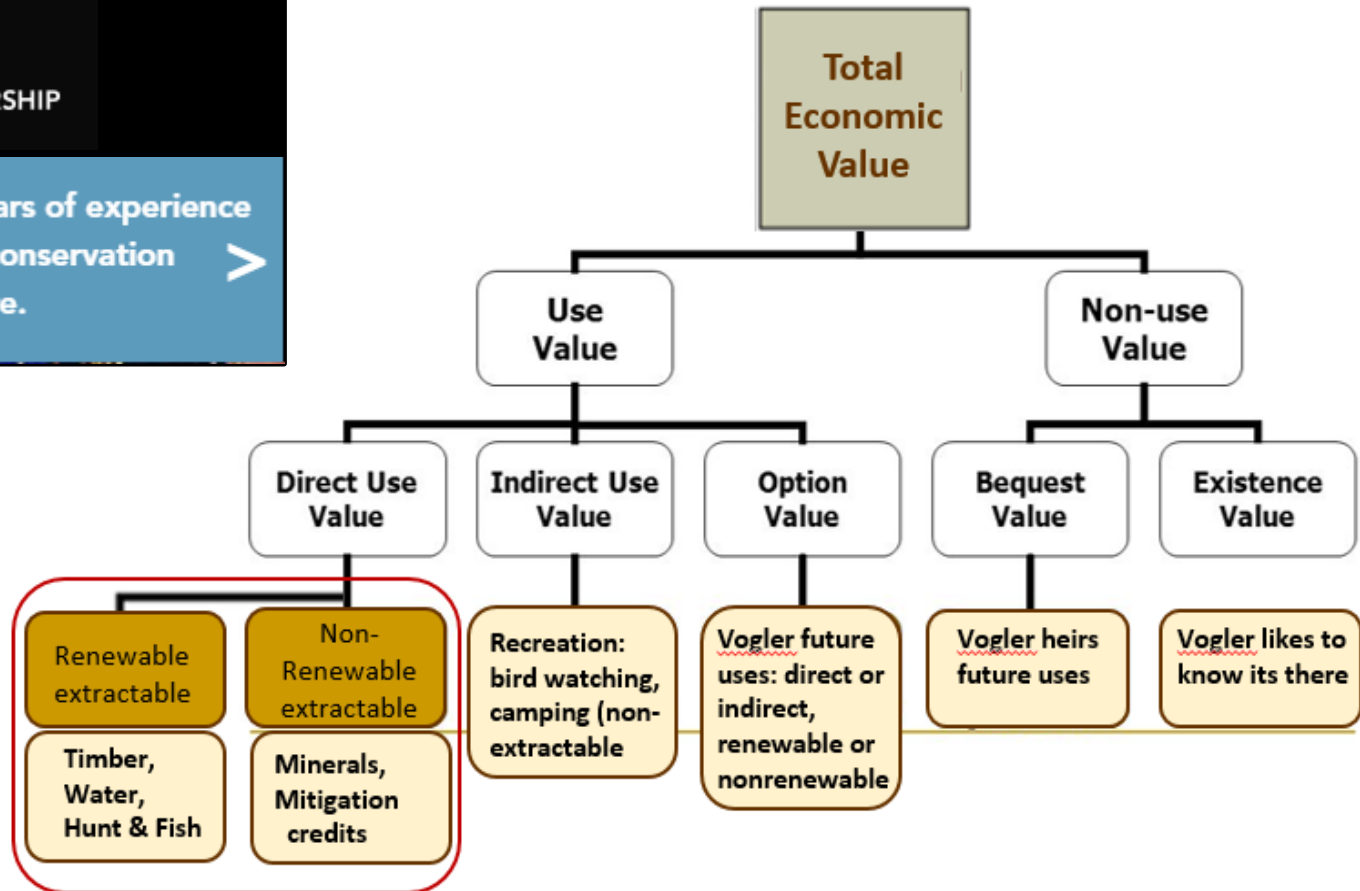 RSHIP
ars of experience
onservation
>
e.
Total
Economic
Value
Use
Value
Non-use
Value
Direct Use
Value
Indirect Use
Value
Option
Value
Bequest
Value
Existence
Value
Renewable
extractable
Non-
Renewable
extractable
Recreation:
bird watching,
camping (non-
extractable
Vogler future
uses: direct or
indirect,
renewable or
nonrenewable
Vogler heirs
future uses
Vogler likes to
know its there
Timber,
Water,
Hunt & Fish
Minerals,
Mitigation
credits